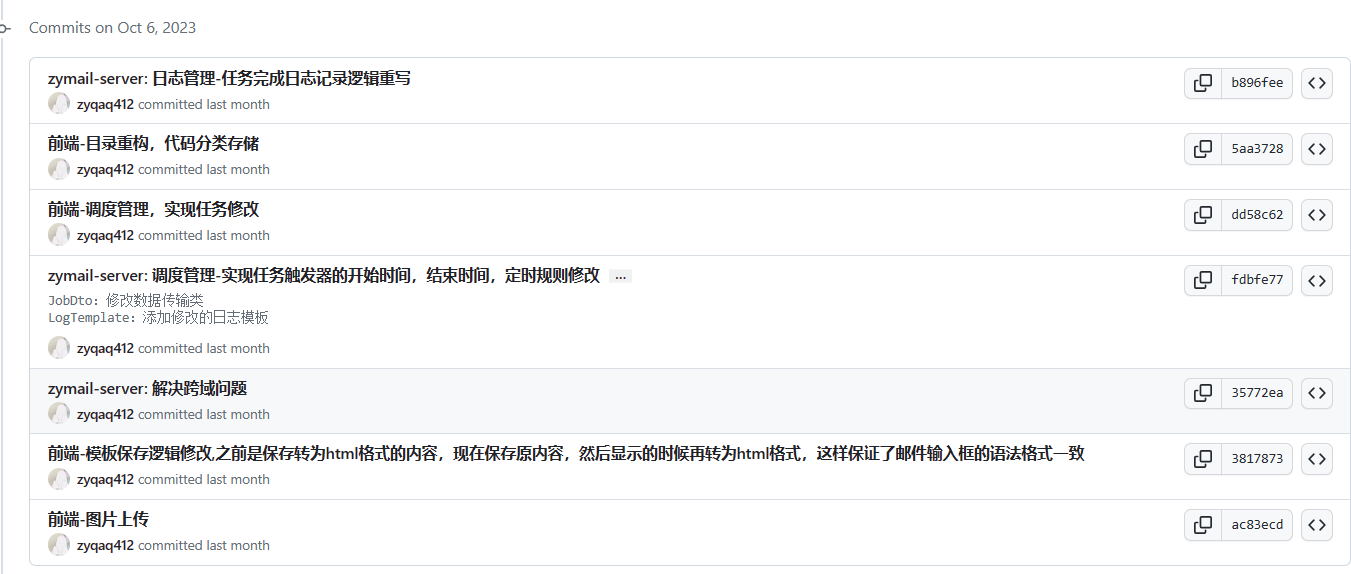 Commits on Oct 6, 2023
zymail-server: 日志管理-任务完成日志记录逻辑重写
zyqaq412 committed last month
b896fee
前端-目录重构，代码分类存储
zyqaq412 committed last month
5aa3728
前端-调度管理，实现任务修改
zyqaq412 committed last month
dd58c62
zymail-server: 调度管理-实现任务触发器的开始时间，结束时间，定时规则修改 ...
JobDto：修改数据传输类
LogTemplate：添加修改的日志模板
zyqaq412 committed last month
fdbfe77
zymail-server: 解决跨域问题
zyqaq412 committed last month
35772ea
前端-模板保存逻辑修改,之前是保存转为html格式的内容，现在保存原内容，然后显示的时候再转为html格式，这样保证了邮件输入框的语法格式一致
zyqaq412 committed last month
3817873
前端-图片上传
zyqaq412 committed last month
ac83ecd